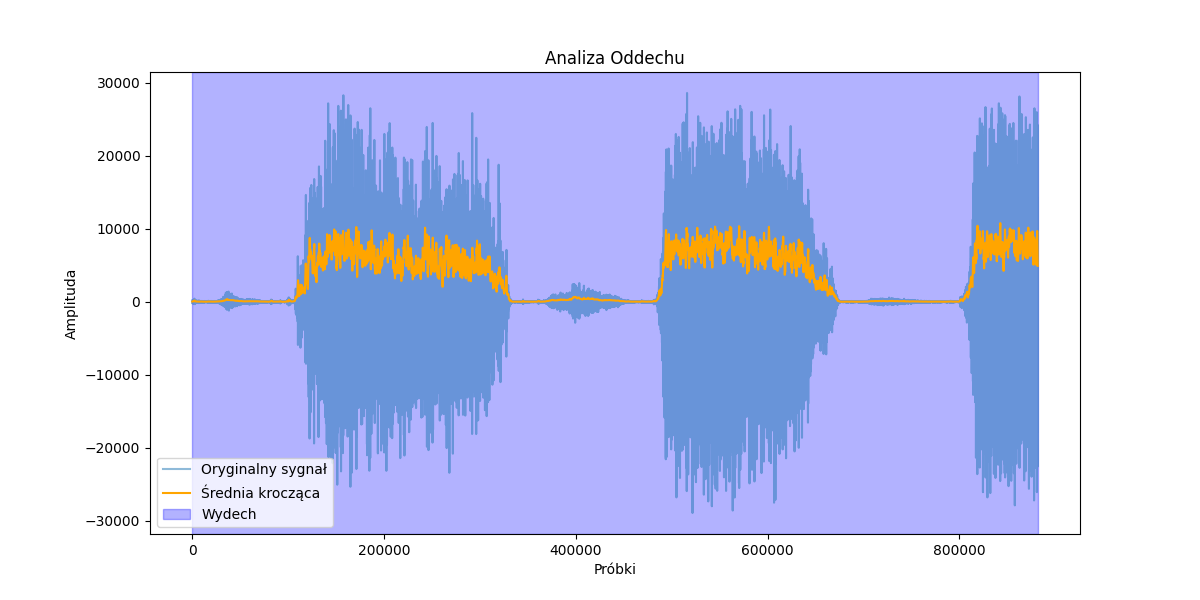 Analiza Oddechu
30000
20000
10000
0
−10000
−20000
−30000
Amplituda
Oryginalny sygnał
Średnia krocząca
Wydech
0 200000 400000 600000 800000
Próbki